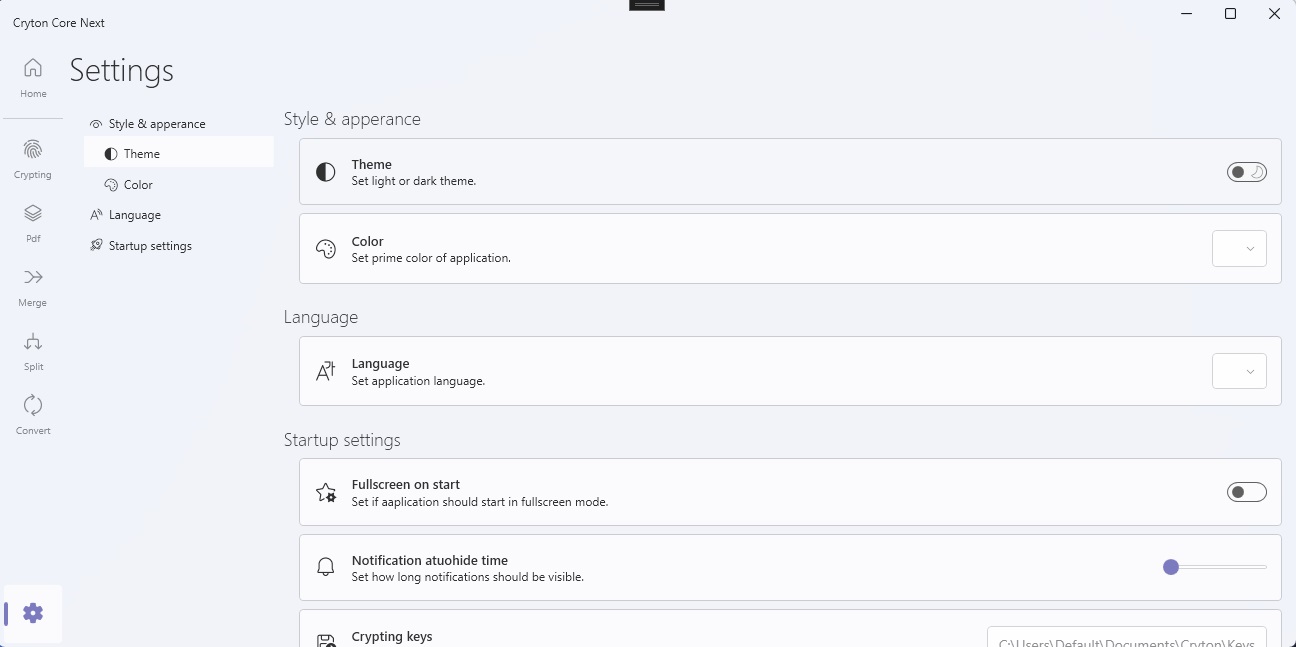 Cryton Core Next
Settings
Home
Crypting
Pdf
Merge
Split
Convert
Style & apperance
Theme
Color
Language
Startup settings
Style & apperance
Theme
Set light or dark theme.
Color
Set prime color of application.
Language
Language
Set application language.
Startup settings
Fullscreen on start
Set if aaplication should start in fullscreen mode.
Notification atuohide time
Set how long notifications should be visible.
Crypting keys
C:\Users\Default\Documents\Cryton\Keys